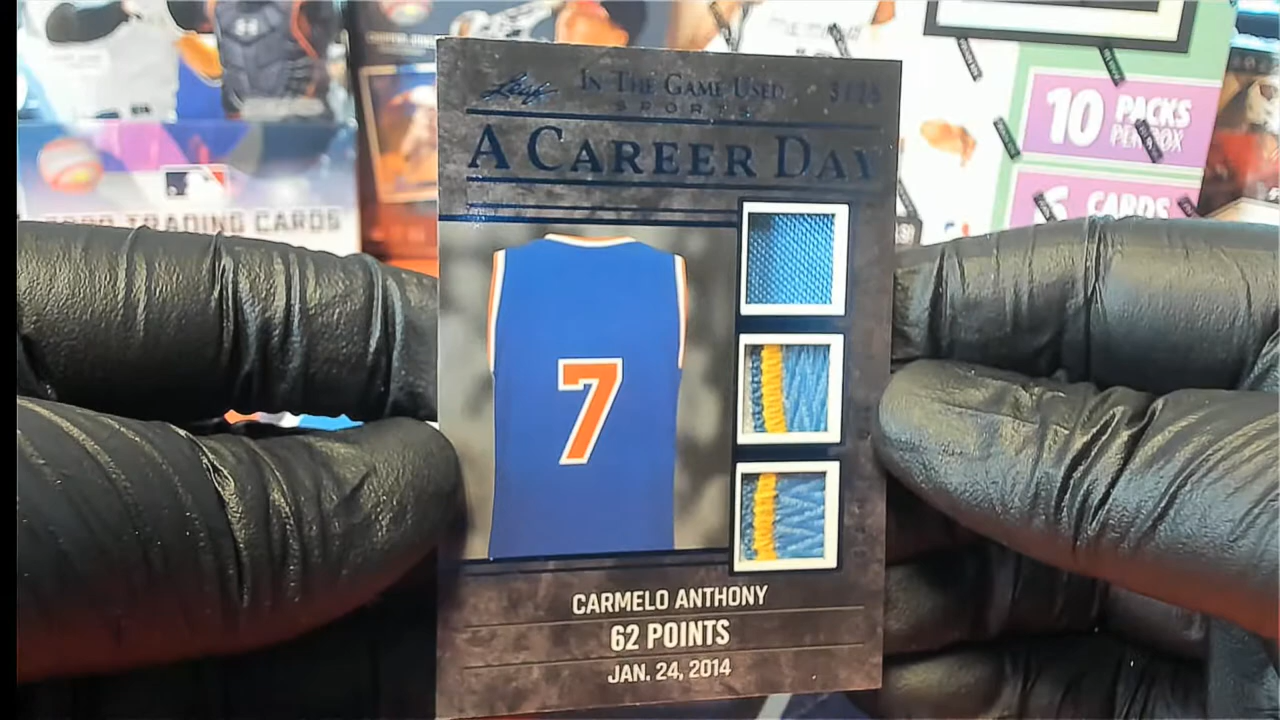 Leaf
IN THE GAME USED
SPORTS
A CAREER DAY
7
CARMELO ANTHONY
62 POINTS
JAN. 24, 2014
TRADING CARDS
10 PACKS
PER BOX
CARDS